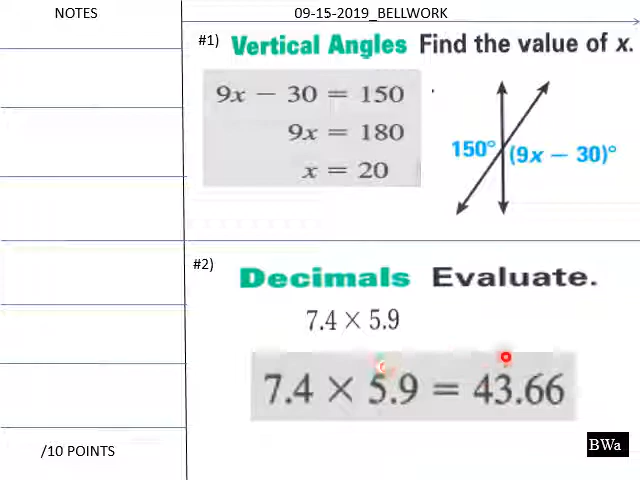 NOTES
09-15-2019_BELLWORK
#1) Vertical Angles Find the value of x.
9x − 30 = 150
9x = 180
x = 20
150° (9x − 30)°
#2)
Decimals Evaluate.
7.4 × 5.9
7.4 × 5.9 = 43.66
/10 POINTS
BWa